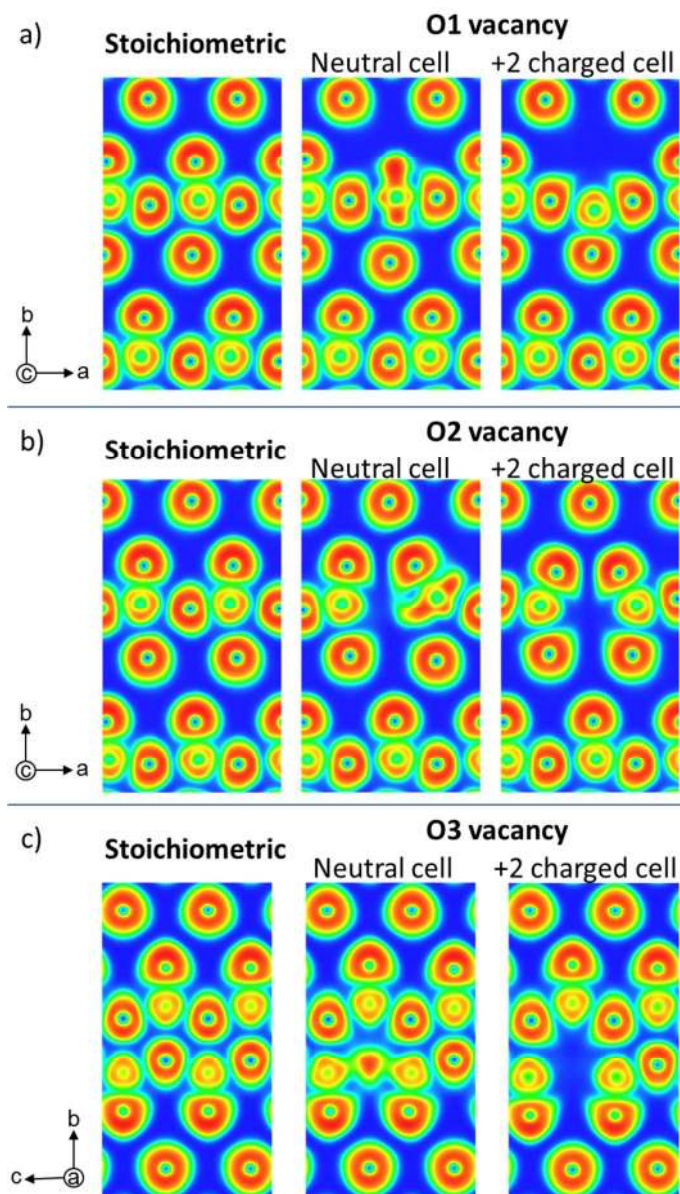 a)
Stoichiometric
O1 vacancy
Neutral cell
+2 charged cell
b
c
a
b)
Stoichiometric
O2 vacancy
Neutral cell
+2 charged cell
b
c
a
c)
Stoichiometric
O3 vacancy
Neutral cell
+2 charged cell
b
c
a